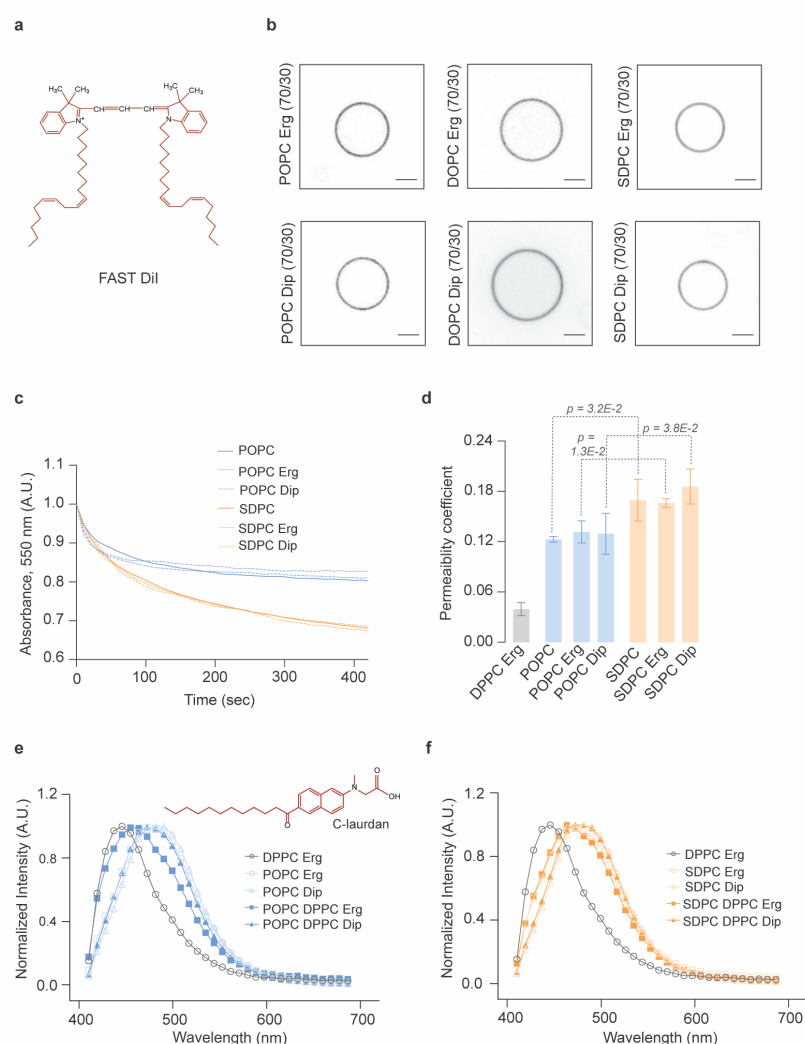 a
H₃C CH₃ H₃C CH₃
CH CH CH
N⁺ N
FAST DiI
b
POPC Erg (70/30)
DOPC Erg (70/30)
SDPC Erg (70/30)
POPC Dip (70/30)
DOPC Dip (70/30)
SDPC Dip (70/30)
c
Absorbance, 550 nm (A.U.)
1.1
1.0
0.9
0.8
0.7
0.6
0 100 200 300 400
Time (sec)
POPC
POPC Erg
POPC Dip
SDPC
SDPC Erg
SDPC Dip
d
Permeaiblity coefficient
0.24
0.18
0.12
0.06
0.00
p = 3.2E-2
p =
1.3E-2
p = 3.8E-2
DPPC Erg
POPC
POPC Erg
POPC Dip
SDPC
SDPC Erg
SDPC Dip
e
Normalized Intensity (A.U.)
1.2
0.8
0.4
0.0
400 500 600 700
Wavelength (nm)
O
N
OH
O
C-laurdan
DPPC Erg
POPC Erg
POPC Dip
POPC DPPC Erg
POPC DPPC Dip
f
Normalized Intensity (A.U.)
1.2
0.8
0.4
0.0
400 500 600 700
Wavelength (nm)
DPPC Erg
SDPC Erg
SDPC Dip
SDPC DPPC Erg
SDPC DPPC Dip